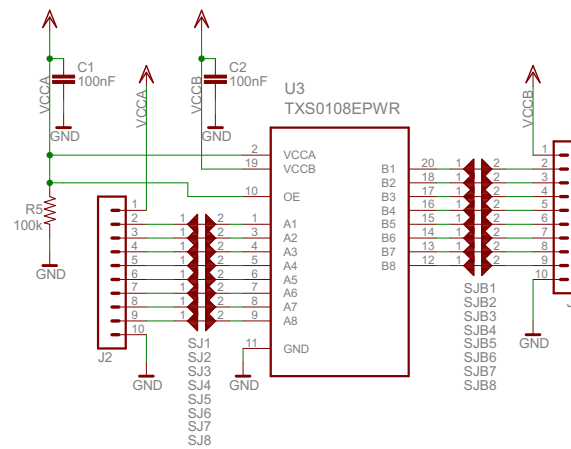 C1
100nF
VCCA
GND
VCCA
C2
100nF
VCCB
GND
U3
TXS0108EPWR
2 VCCA
19 VCCB
10 OE
1 A1
3 A2
4 A3
5 A4
6 A5
7 A6
8 A7
9 A8
11 GND
B1 20
B2 18
B3 17
B4 16
B5 15
B6 14
B7 13
B8 12
R5
100k
GND
1
2 1 2
3 1 2
4 1 2
5 1 2
6 1 2
7 1 2
8 1 2
9 1 2
10
J2
GND
SJ1
SJ2
SJ3
SJ4
SJ5
SJ6
SJ7
SJ8
GND
VCCB
1
1 2 2
1 2 3
1 2 4
1 2 5
1 2 6
1 2 7
1 2 8
1 2 9
10
SJB1
SJB2
SJB3
SJB4
SJB5
SJB6
SJB7
SJB8
GND